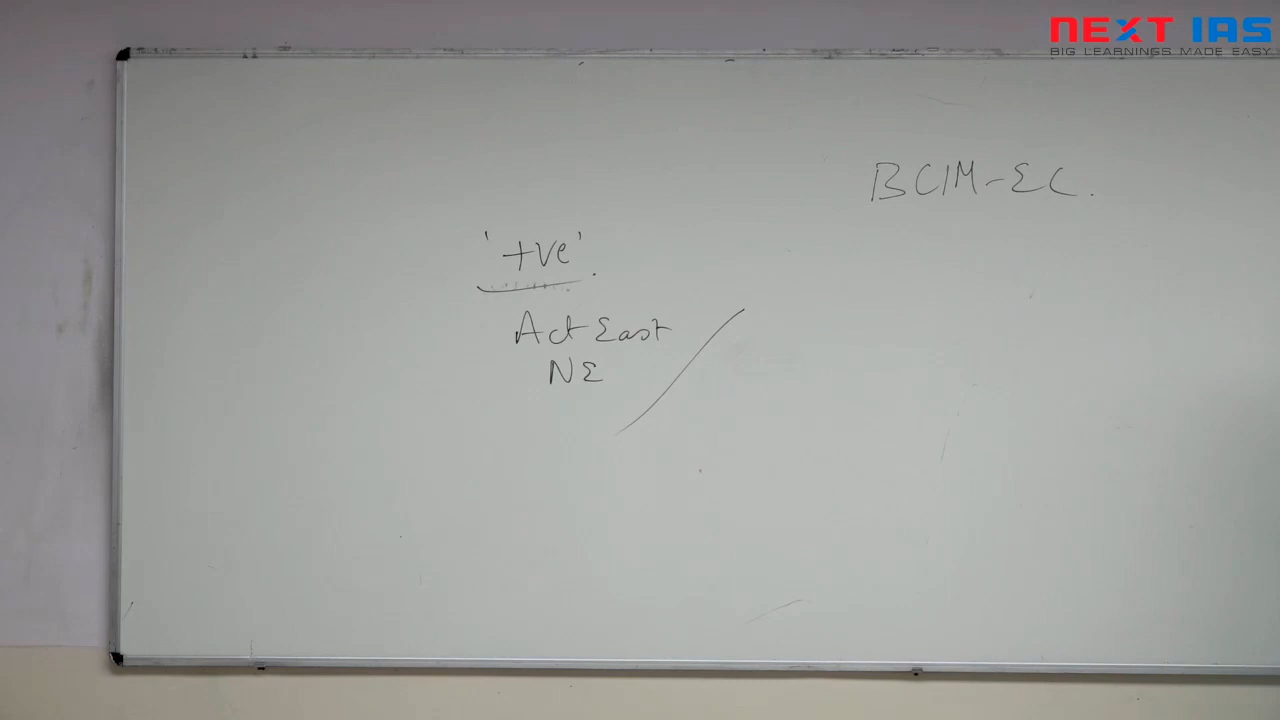 NEXT IAS
BIG LEARNINGS MADE EASY
BCIM-EC.
'+ve'.
Act East
NE